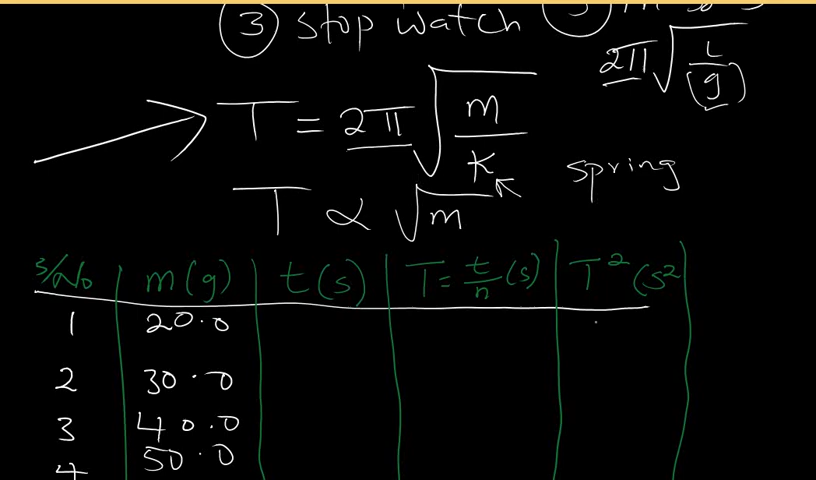 ③ stop watch
2π√(L/g)
T = 2π√(m/K)
spring
T ∝ √m
S/No m(g) t(s) T = t/n (s) T² (s²
1 20.0
2 30.0
3 40.0
4 50.0